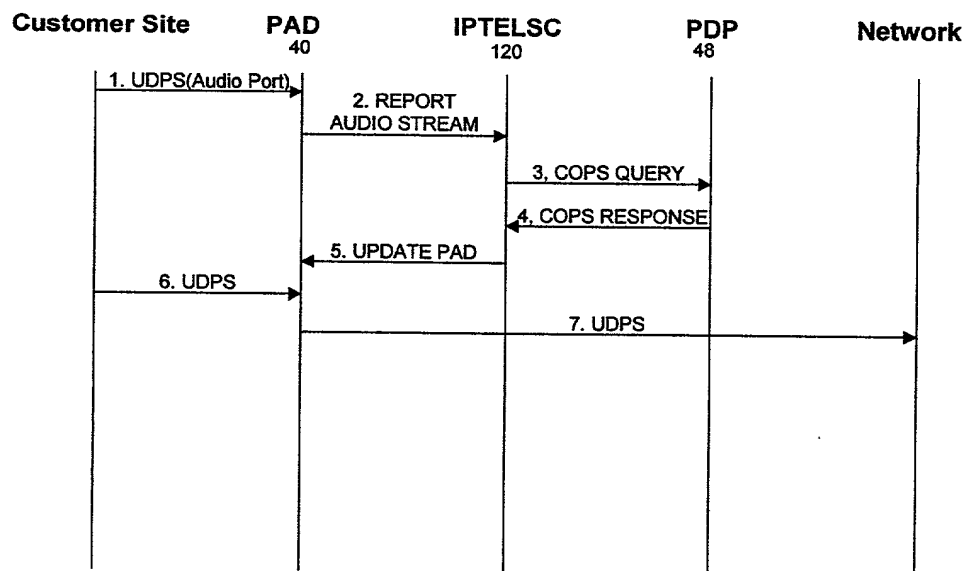 Customer Site
PAD
40
IPTELSC
120
PDP
48
Network
1. UDPS(Audio Port)
2. REPORT
AUDIO STREAM
3, COPS QUERY
4, COPS RESPONSE
5. UPDATE PAD
6. UDPS
7. UDPS